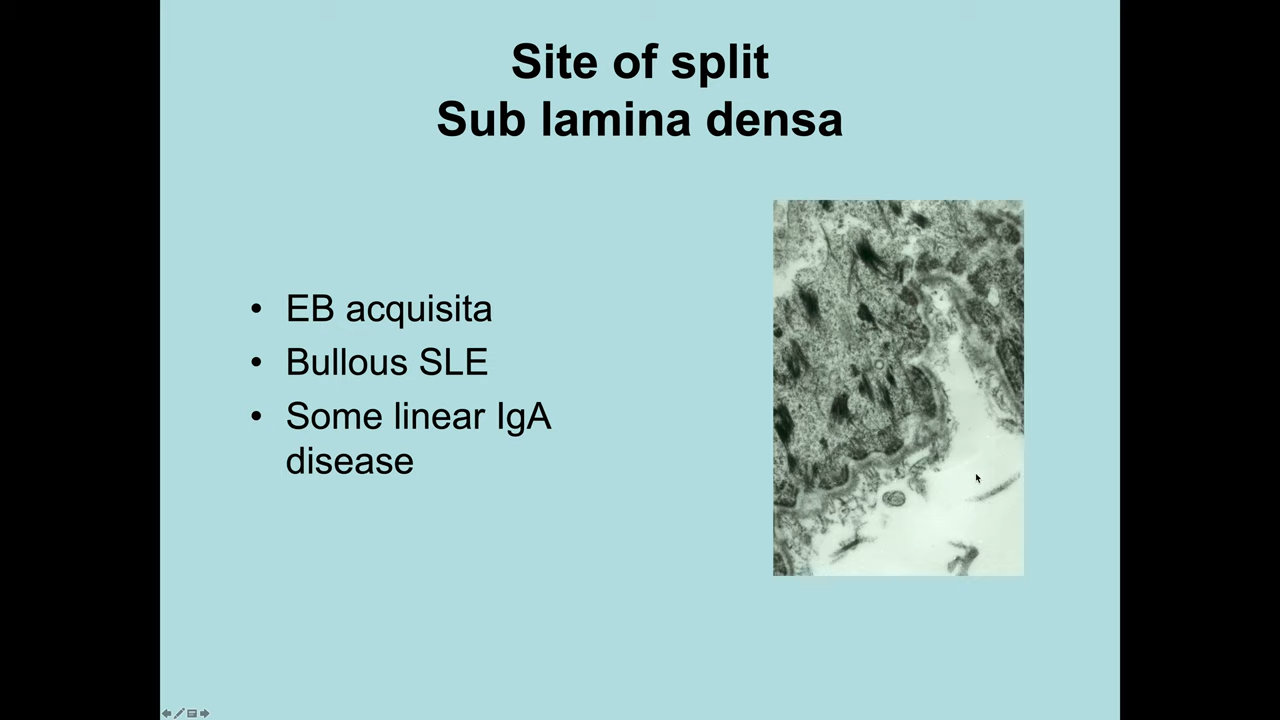 Site of split
Sub lamina densa
• EB acquisita
• Bullous SLE
• Some linear IgA
disease